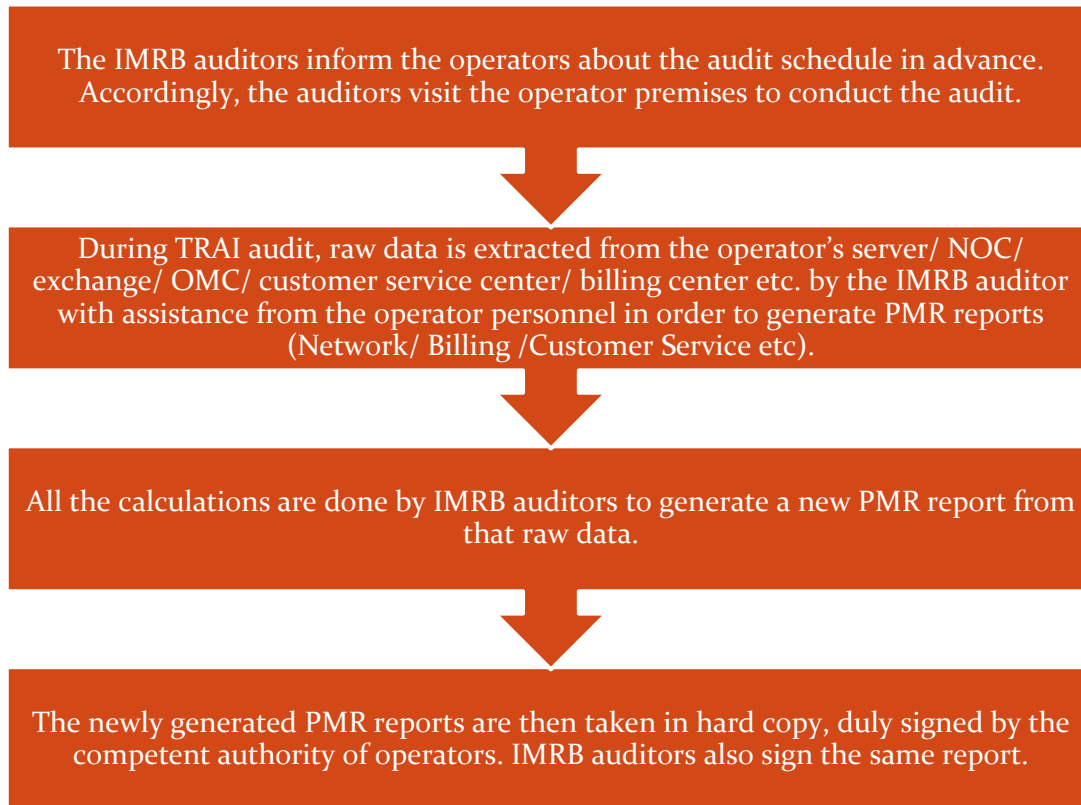 The IMRB auditors inform the operators about the audit schedule in advance.
Accordingly, the auditors visit the operator premises to conduct the audit.
During TRAI audit, raw data is extracted from the operator’s server/ NOC/
exchange/ OMC/ customer service center/ billing center etc. by the IMRB auditor
with assistance from the operator personnel in order to generate PMR reports
(Network/ Billing /Customer Service etc).
All the calculations are done by IMRB auditors to generate a new PMR report from
that raw data.
The newly generated PMR reports are then taken in hard copy, duly signed by the
competent authority of operators. IMRB auditors also sign the same report.